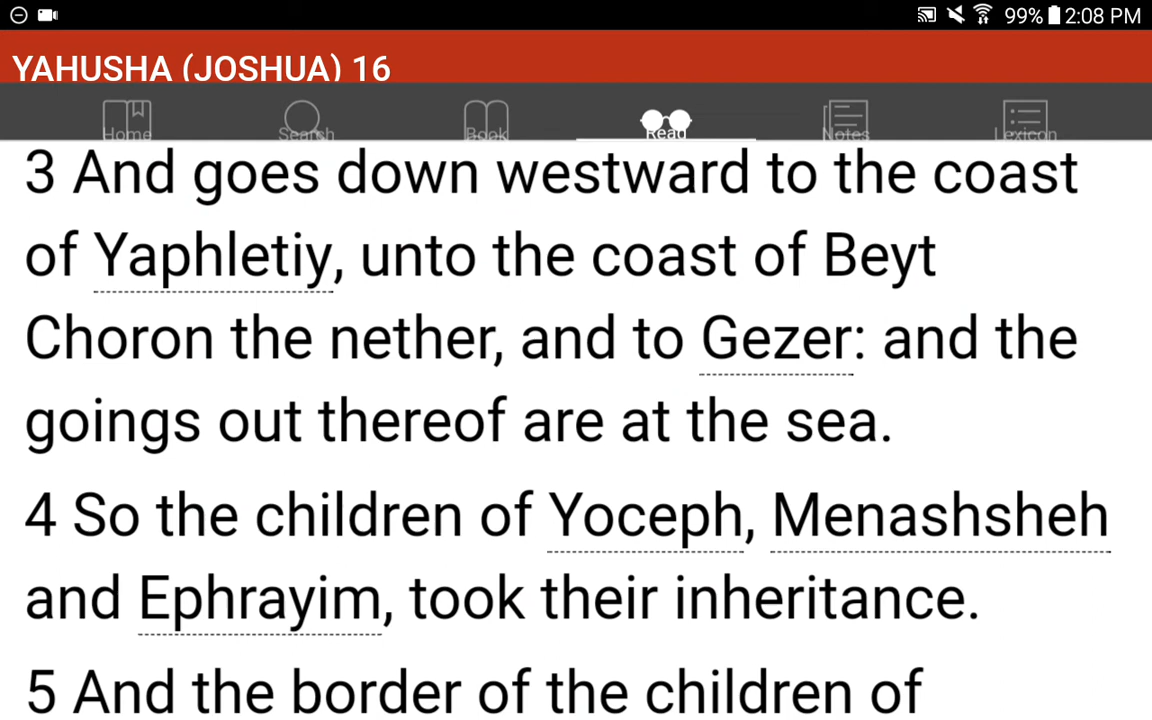 99% 2:08 PM
YAHUSHA (JOSHUA) 16
Home Search Book Read Notes Lexicon
3 And goes down westward to the coast
of Yaphletiy, unto the coast of Beyt
Choron the nether, and to Gezer: and the
goings out thereof are at the sea.
4 So the children of Yoceph, Menashsheh
and Ephrayim, took their inheritance.
5 And the border of the children of